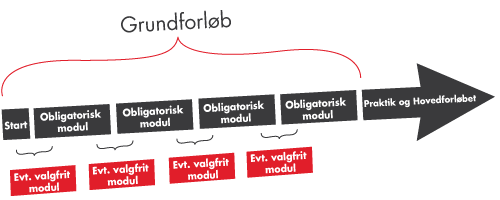 Grundforløb
Start
Obligatorisk
modul
Obligatorisk
modul
Obligatorisk
modul
Obligatorisk
modul
Praktik og Hovedforløbet
Evt. valgfrit
modul
Evt. valgfrit
modul
Evt. valgfrit
modul
Evt. valgfrit
modul